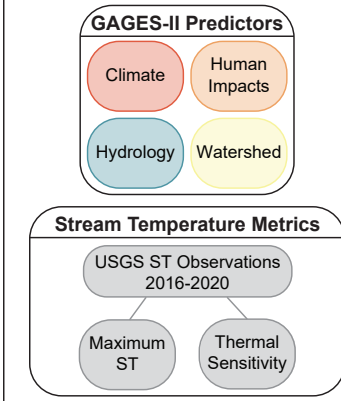 GAGES-II Predictors
Climate
Human
Impacts
Hydrology
Watershed
Stream Temperature Metrics
USGS ST Observations
2016-2020
Maximum
ST
Thermal
Sensitivity